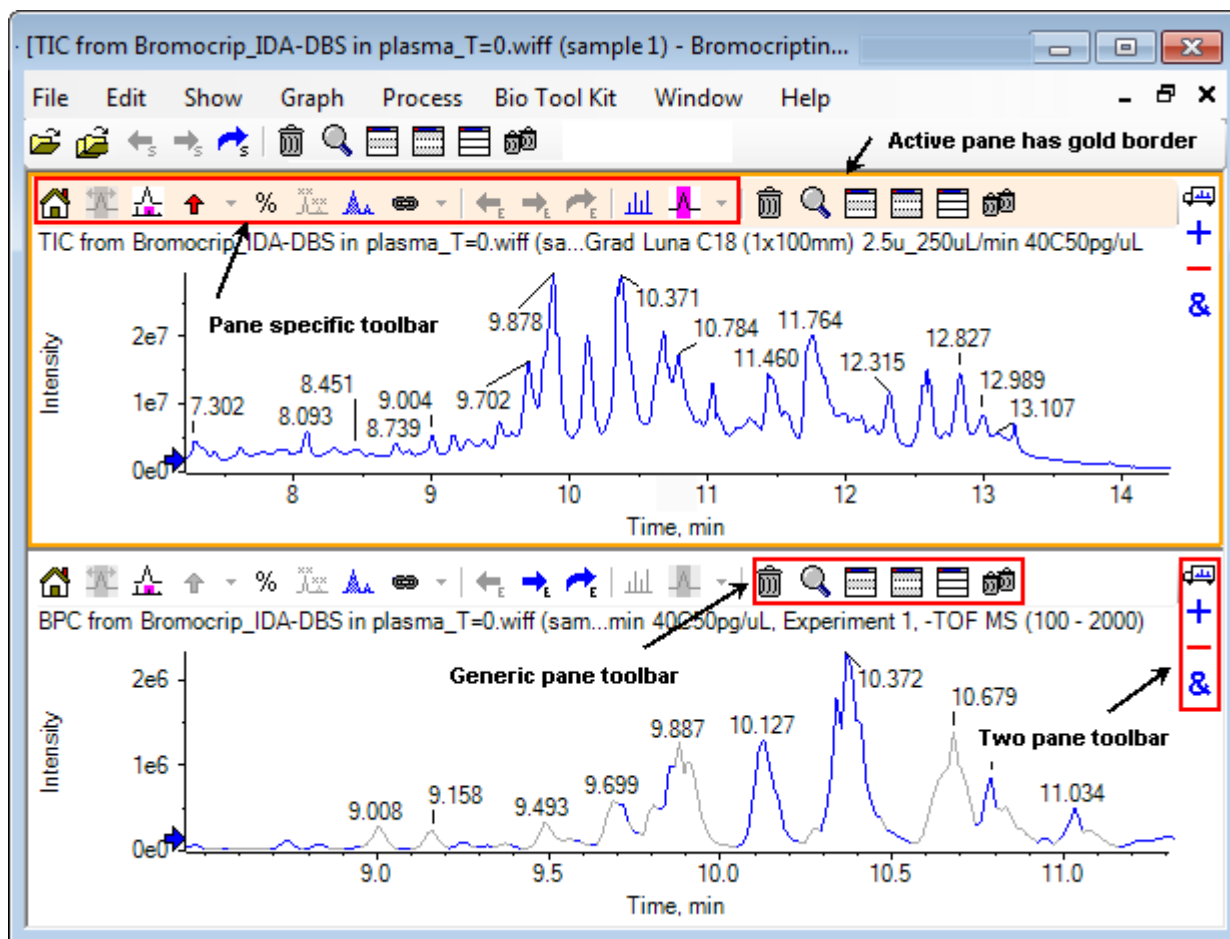 [TIC from Bromocrip_IDA-DBS in plasma_T=0.wiff (sample 1) - Bromocriptin...
File Edit Show Graph Process Bio Tool Kit Window Help
S S S
Active pane has gold border
% E E E
TIC from Bromocrip_IDA-DBS in plasma_T=0.wiff (sa...Grad Luna C18 (1x100mm) 2.5u_250uL/min 40C50pg/uL
+
−
&
Pane specific toolbar
Intensity
2e7
1e7
0e0
7.302
8.093
8.451
8.739
9.004
9.702
9.878
10.371
10.784
11.460
11.764
12.315
12.827
12.989
13.107
8 9 10 11 12 13 14
Time, min
% E E E
BPC from Bromocrip_IDA-DBS in plasma_T=0.wiff (sam...min 40C50pg/uL, Experiment 1, -TOF MS (100 - 2000)
+
−
&
Generic pane toolbar
Two pane toolbar
Intensity
2e6
1e6
0e0
9.008
9.158
9.493
9.699
9.887
10.127
10.372
10.679
11.034
9.0 9.5 10.0 10.5 11.0
Time, min